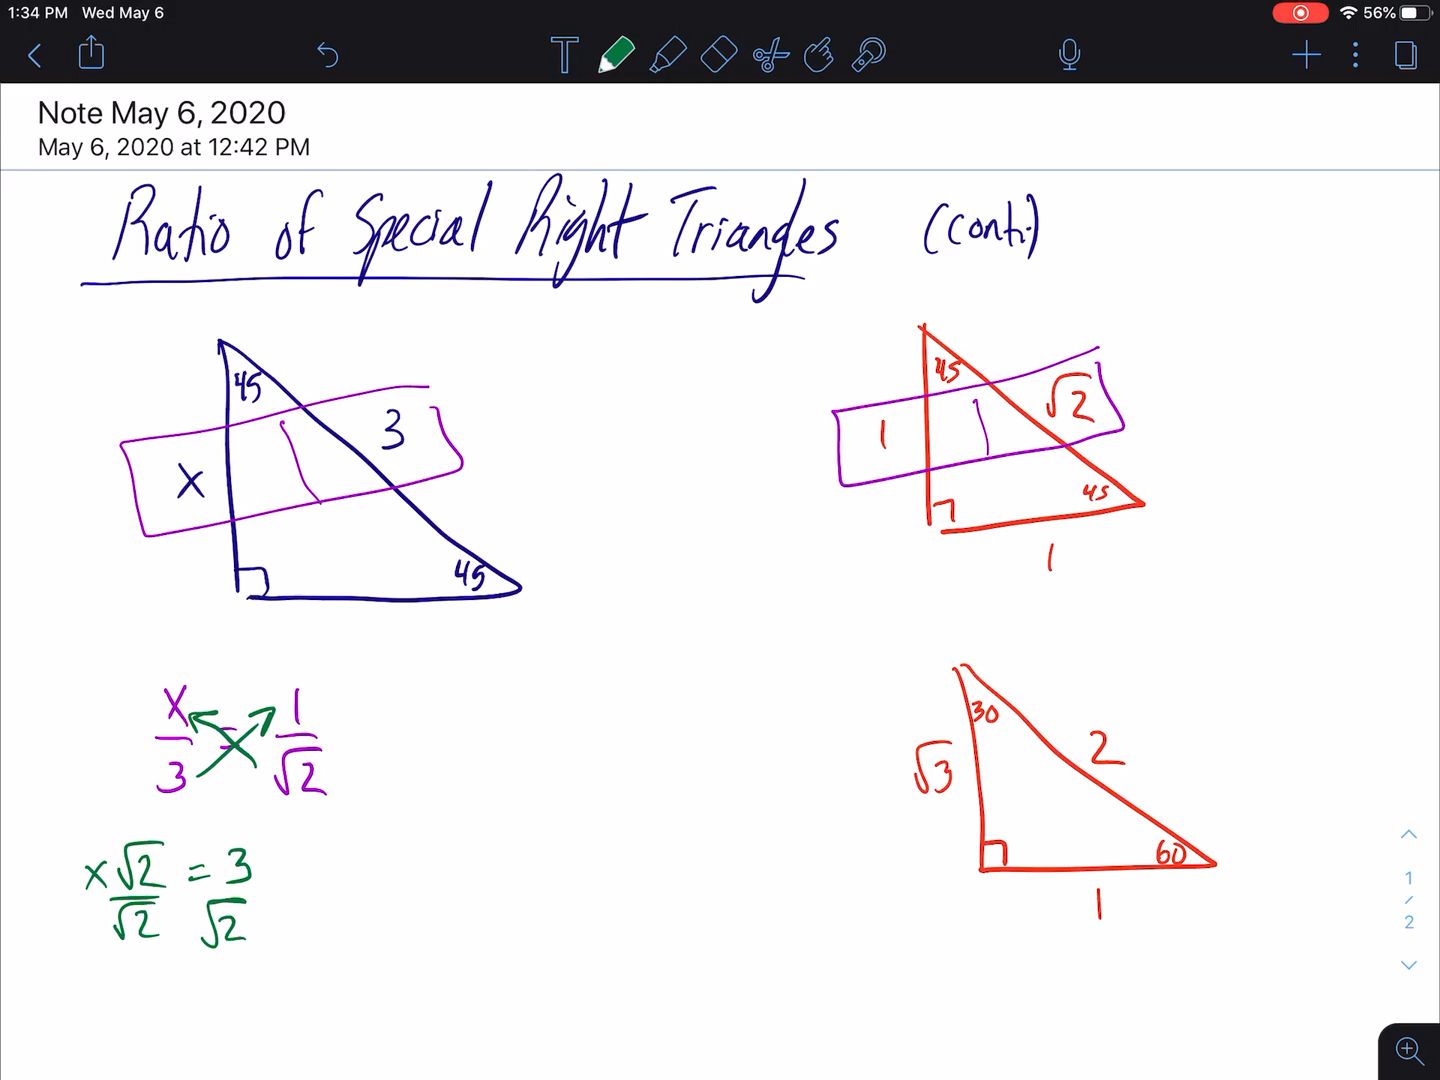 1:34 PM Wed May 6
56%
Note May 6, 2020
May 6, 2020 at 12:42 PM
Ratio of Special Right Triangles (cont.)
45
3
x
45
45
√2
1
45
1
x/3 = 1/√2
x√2/√2 = 3/√2
30
√3
2
60
1
1
/
2